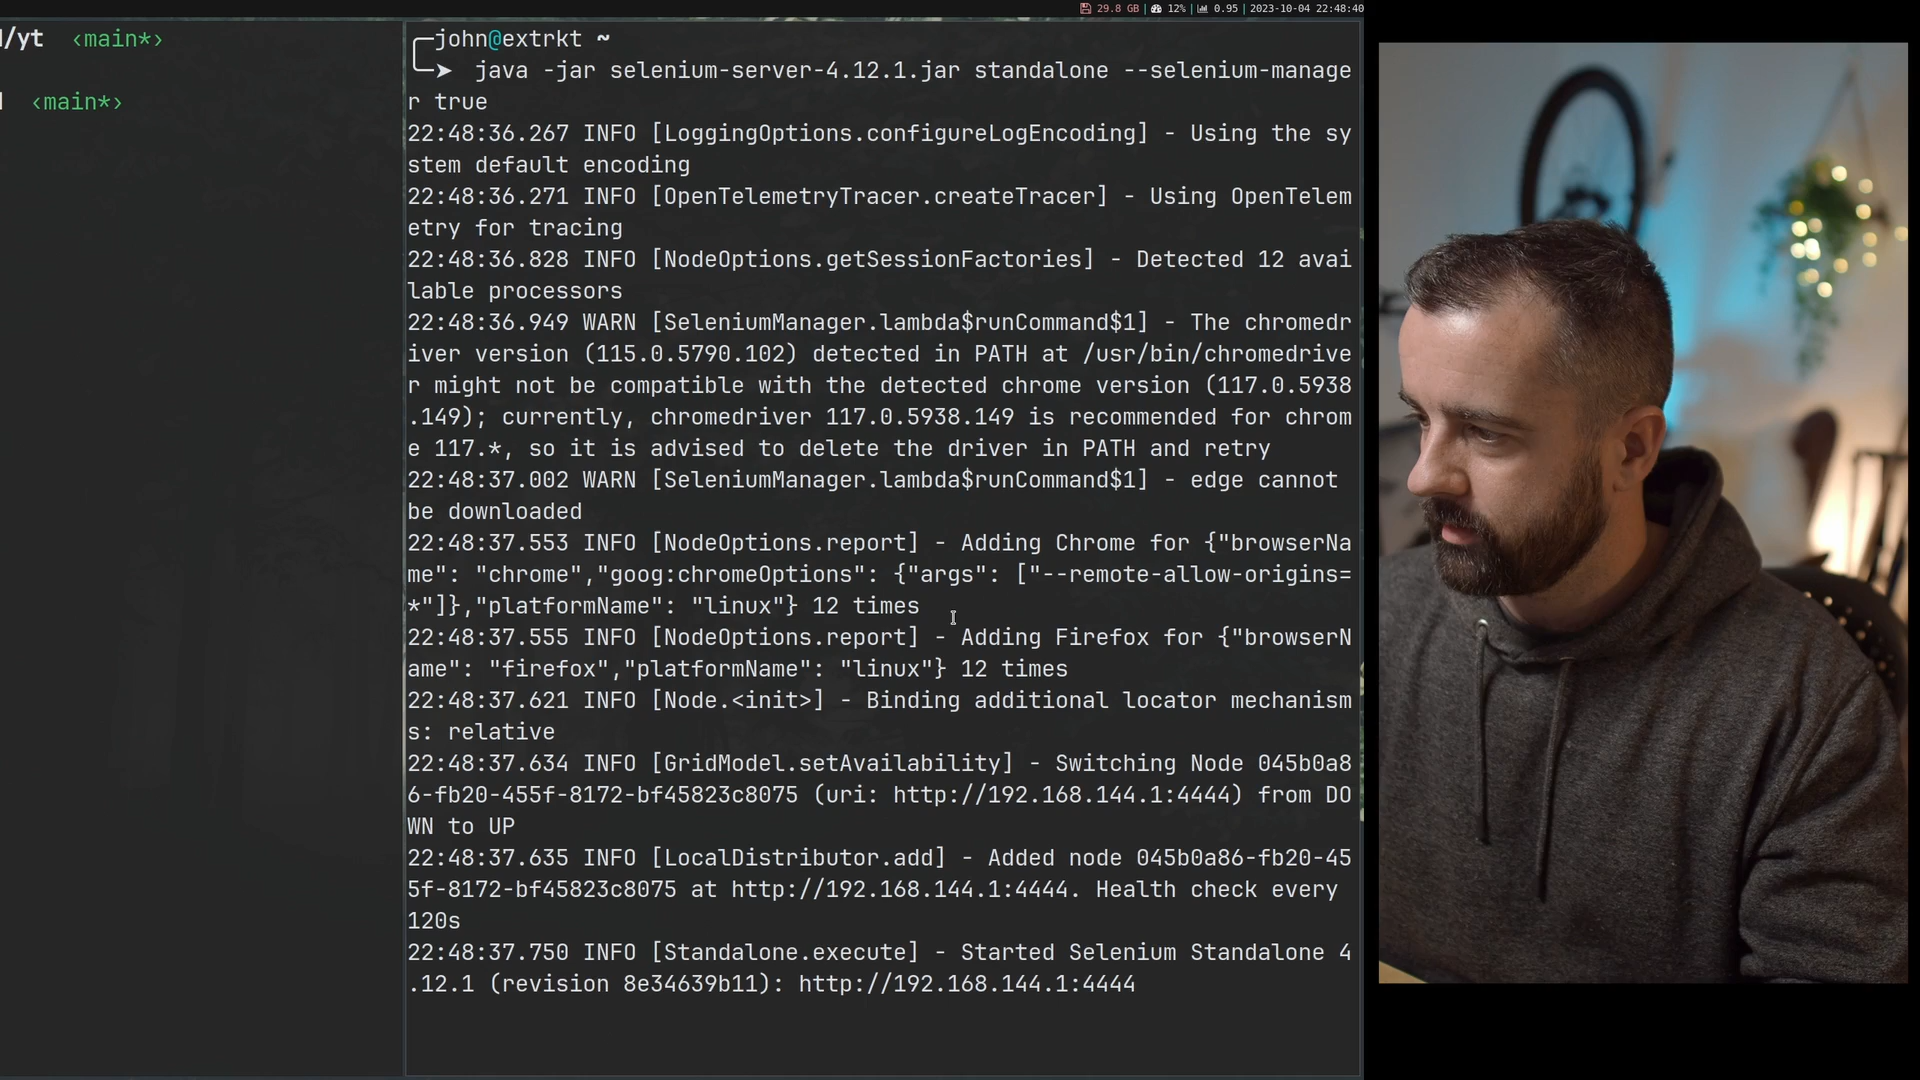 29.8 GB | 12% | 0.95 | 2023-10-04 22:48:40
/yt ‹main*›
‹main*›
john@extrkt ~
➤ java -jar selenium-server-4.12.1.jar standalone --selenium-manage
r true
22:48:36.267 INFO [LoggingOptions.configureLogEncoding] - Using the sy
stem default encoding
22:48:36.271 INFO [OpenTelemetryTracer.createTracer] - Using OpenTelem
etry for tracing
22:48:36.828 INFO [NodeOptions.getSessionFactories] - Detected 12 avai
lable processors
22:48:36.949 WARN [SeleniumManager.lambda$runCommand$1] - The chromedr
iver version (115.0.5790.102) detected in PATH at /usr/bin/chromedrive
r might not be compatible with the detected chrome version (117.0.5938
.149); currently, chromedriver 117.0.5938.149 is recommended for chrom
e 117.*, so it is advised to delete the driver in PATH and retry
22:48:37.002 WARN [SeleniumManager.lambda$runCommand$1] - edge cannot
be downloaded
22:48:37.553 INFO [NodeOptions.report] - Adding Chrome for {"browserNa
me": "chrome","goog:chromeOptions": {"args": ["--remote-allow-origins=
*"]},"platformName": "linux"} 12 times
22:48:37.555 INFO [NodeOptions.report] - Adding Firefox for {"browserN
ame": "firefox","platformName": "linux"} 12 times
22:48:37.621 INFO [Node.<init>] - Binding additional locator mechanism
s: relative
22:48:37.634 INFO [GridModel.setAvailability] - Switching Node 045b0a8
6-fb20-455f-8172-bf45823c8075 (uri: http://192.168.144.1:4444) from DO
WN to UP
22:48:37.635 INFO [LocalDistributor.add] - Added node 045b0a86-fb20-45
5f-8172-bf45823c8075 at http://192.168.144.1:4444. Health check every
120s
22:48:37.750 INFO [Standalone.execute] - Started Selenium Standalone 4
.12.1 (revision 8e34639b11): http://192.168.144.1:4444